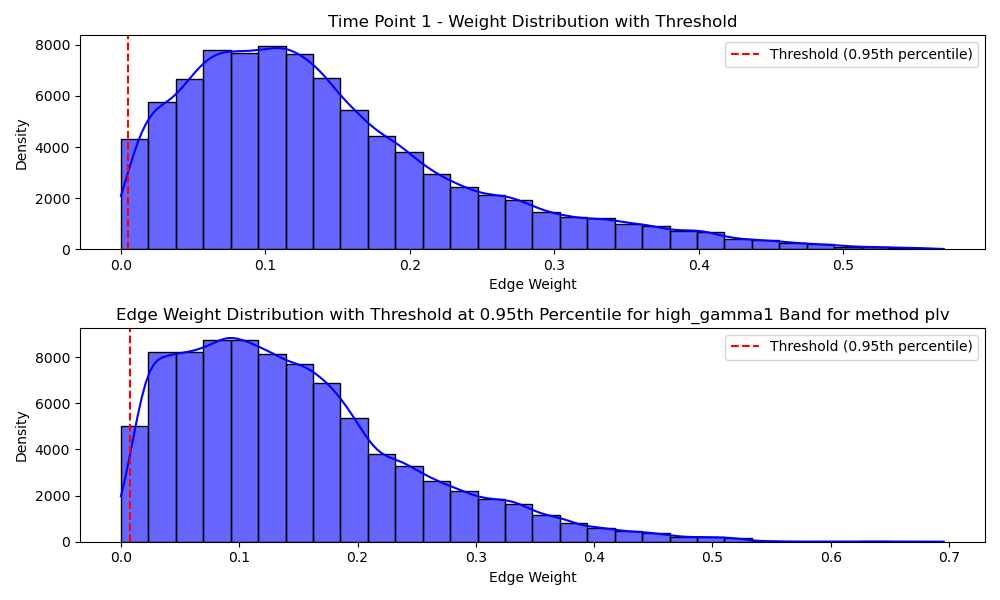 Time Point 1 - Weight Distribution with Threshold
Threshold (0.95th percentile)
Density
8000
6000
4000
2000
0
0.0 0.1 0.2 0.3 0.4 0.5
Edge Weight
Edge Weight Distribution with Threshold at 0.95th Percentile for high_gamma1 Band for method plv
Threshold (0.95th percentile)
Density
8000
6000
4000
2000
0
0.0 0.1 0.2 0.3 0.4 0.5 0.6 0.7
Edge Weight